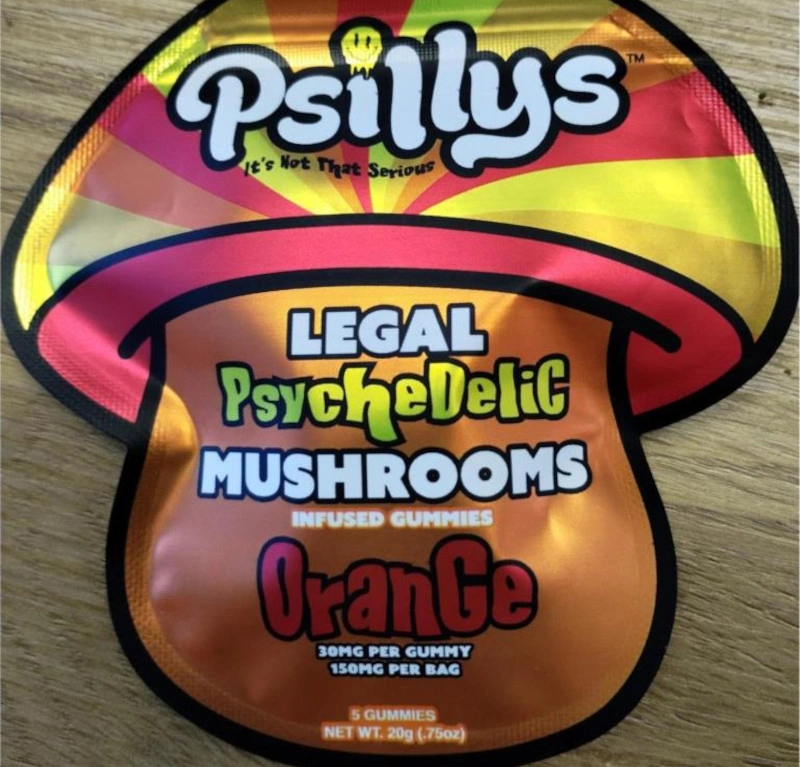 Psillys™
It's Not That Serious
LEGAL
PsycheDeliC
MUSHROOMS
INFUSED GUMMIES
OranGe
30MG PER GUMMY
150MG PER BAG
5 GUMMIES
NET WT. 20g (.75oz)